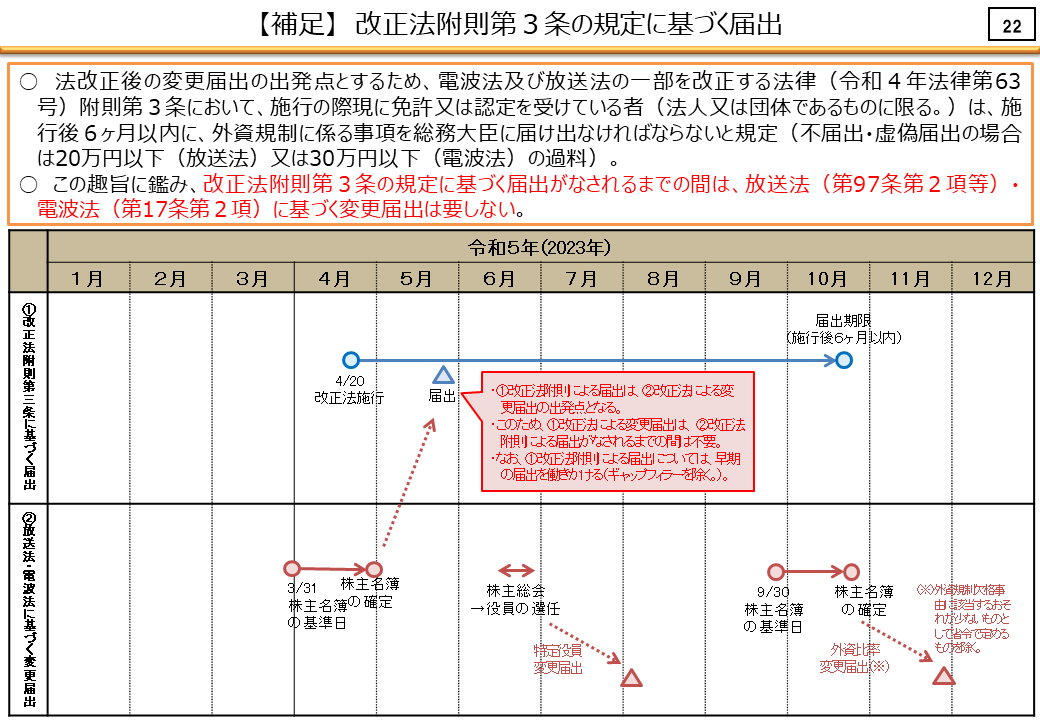 【補足】 改正法附則第３条の規定に基づく届出
22
○　法改正後の変更届出の出発点とするため、電波法及び放送法の一部を改正する法律（令和４年法律第63
号）附則第３条において、施行の際現に免許又は認定を受けている者（法人又は団体であるものに限る。）は、施
行後６ヶ月以内に、外資規制に係る事項を総務大臣に届け出なければならないと規定（不届出・虚偽届出の場合
は20万円以下（放送法）又は30万円以下（電波法）の過料）。
○　この趣旨に鑑み、改正法附則第３条の規定に基づく届出がなされるまでの間は、放送法（第97条第２項等）・
電波法（第17条第２項）に基づく変更届出は要しない。
令和５年(2023年)
１月 ２月 ３月 ４月 ５月 ６月 ７月 ８月 ９月 10月 11月 12月
①改正法附則第三条に基づく届出
届出期限
(施行後６ヶ月以内)
4/20
改正法施行
届出
・①改正法附則による届出は、②改正法による変
更届出の出発点となる。
・このため、①改正法による変更届出は、②改正法
附則による届出がなされるまでの間は不要。
・なお、①改正法附則による届出については、早期
の届出を働きかける(ギャップフィラーを除く。)。
②放送法・電波法に基づく変更届出
3/31
株主名簿
の基準日
株主名簿
の確定
株主総会
→役員の選任
特定役員
変更届出
9/30
株主名簿
の基準日
株主名簿
の確定
外資比率
変更届出(※)
(※)外資規制欠格事
由に該当するおそ
れが少ないものと
して省令で定める
ものを除く。